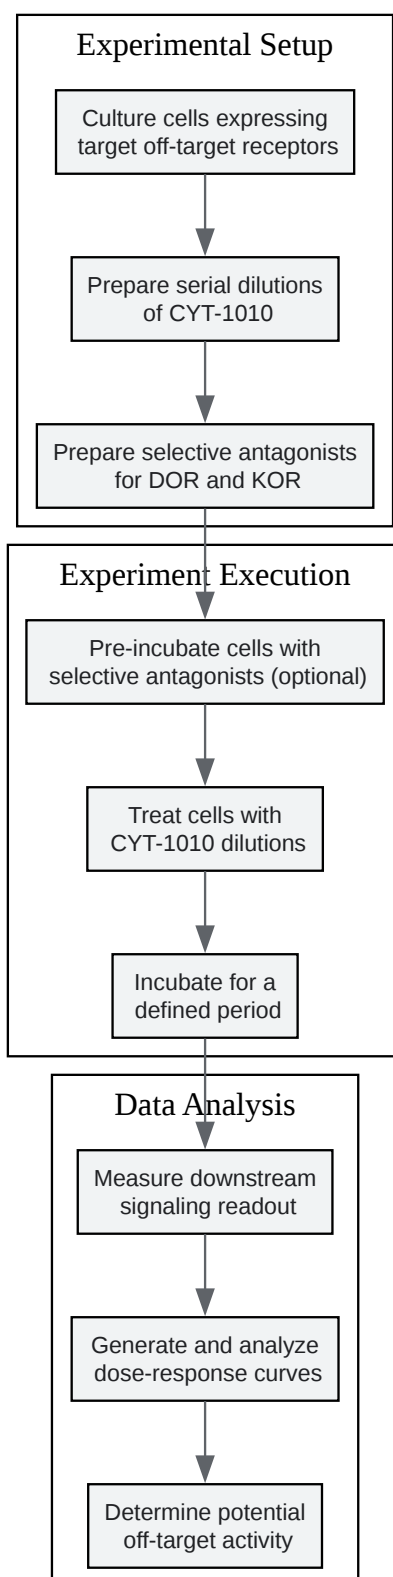 Experimental Setup
Culture cells expressing
target off-target receptors
Prepare serial dilutions
of CYT-1010
Prepare selective antagonists
for DOR and KOR
Experiment Execution
Pre-incubate cells with
selective antagonists (optional)
Treat cells with
CYT-1010 dilutions
Incubate for a
defined period
Data Analysis
Measure downstream
signaling readout
Generate and analyze
dose-response curves
Determine potential
off-target activity